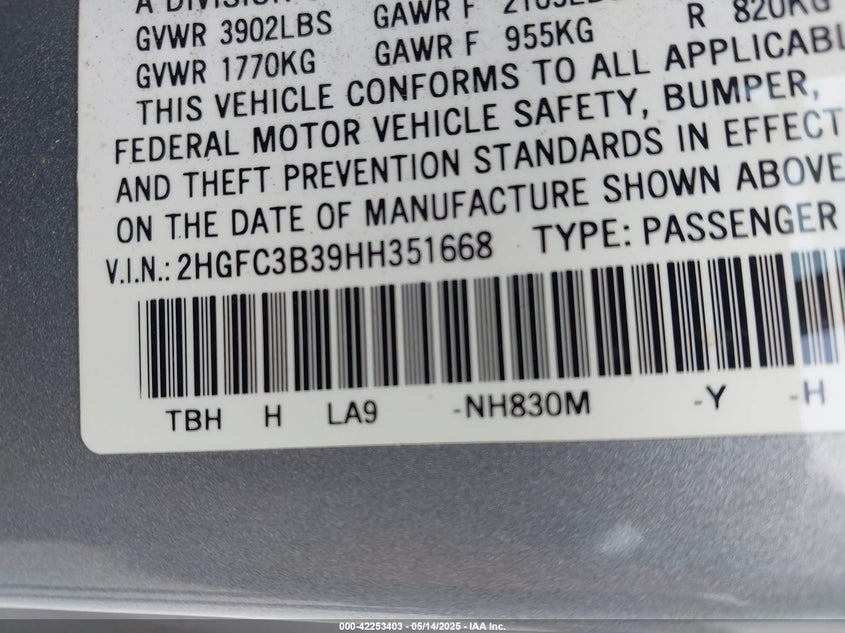 A DIVISION
GVWR 3902LBS GAWR F
GVWR 1770KG GAWR F 955KG R 820KG
THIS VEHICLE CONFORMS TO ALL
FEDERAL MOTOR VEHICLE SAFETY, BUMPER,
AND THEFT PREVENTION STANDARDS IN EFFECT
ON THE DATE OF MANUFACTURE SHOWN ABOVE
V.I.N.: 2HGFC3B39HH351668 TYPE: PASSENGER
TBH H LA9 -NH830M -Y -H
000-42253403 - 05/14/2025 - IAA Inc.